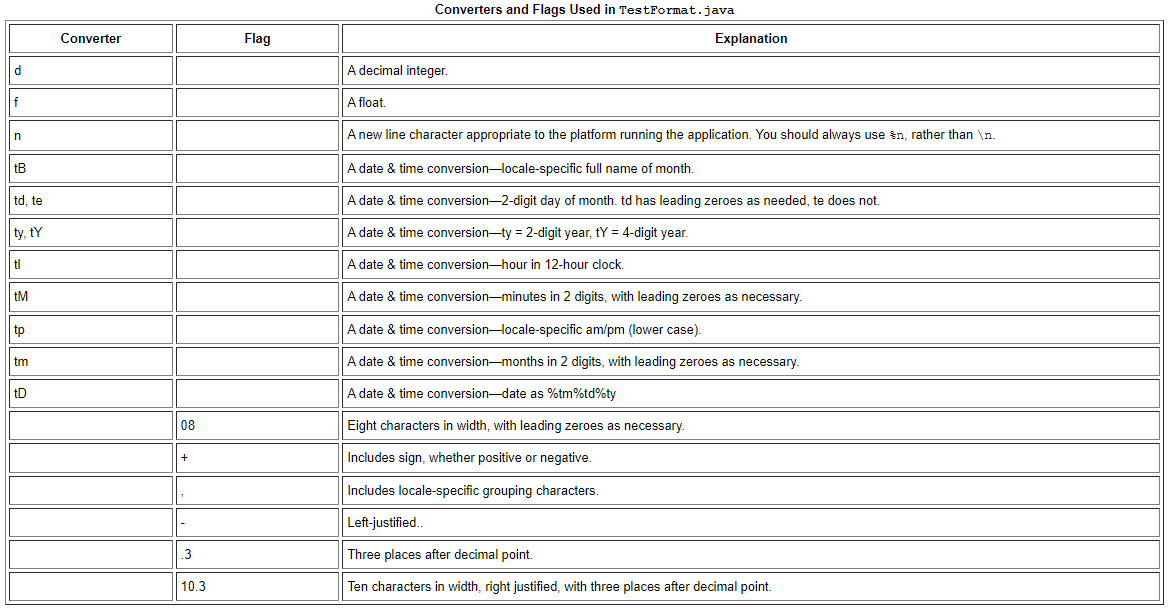 Converters and Flags Used in TestFormat.java
Converter Flag Explanation
d A decimal integer.
f A float.
n A new line character appropriate to the platform running the application. You should always use %n, rather than \n.
tB A date & time conversion—locale-specific full name of month.
td, te A date & time conversion—2-digit day of month. td has leading zeroes as needed, te does not.
ty, tY A date & time conversion—ty = 2-digit year, tY = 4-digit year.
tl A date & time conversion—hour in 12-hour clock.
tM A date & time conversion—minutes in 2 digits, with leading zeroes as necessary.
tp A date & time conversion—locale-specific am/pm (lower case).
tm A date & time conversion—months in 2 digits, with leading zeroes as necessary.
tD A date & time conversion—date as %tm%td%ty
08 Eight characters in width, with leading zeroes as necessary.
+ Includes sign, whether positive or negative.
, Includes locale-specific grouping characters.
- Left-justified..
.3 Three places after decimal point.
10.3 Ten characters in width, right justified, with three places after decimal point.